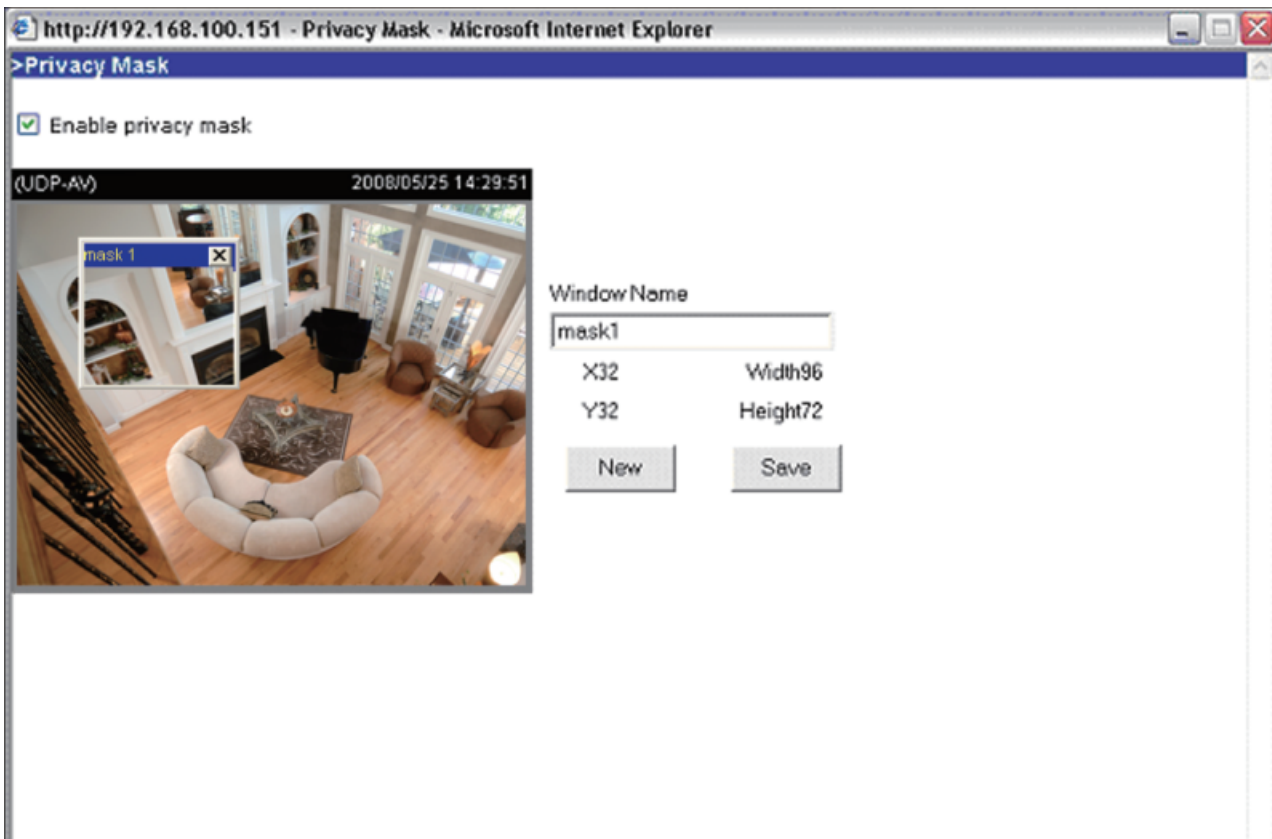 http://192.168.100.151 - Privacy Mask - Microsoft Internet Explorer
>Privacy Mask
Enable privacy mask
(UDP-AV) 2008/05/25 14:29:51
mask 1
Window Name
mask1
X32 Width96
Y32 Height72
New Save